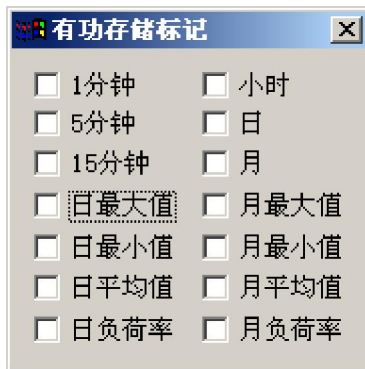 有功存储标记
1分钟 小时
5分钟 日
15分钟 月
日最大值 月最大值
日最小值 月最小值
日平均值 月平均值
日负荷率 月负荷率